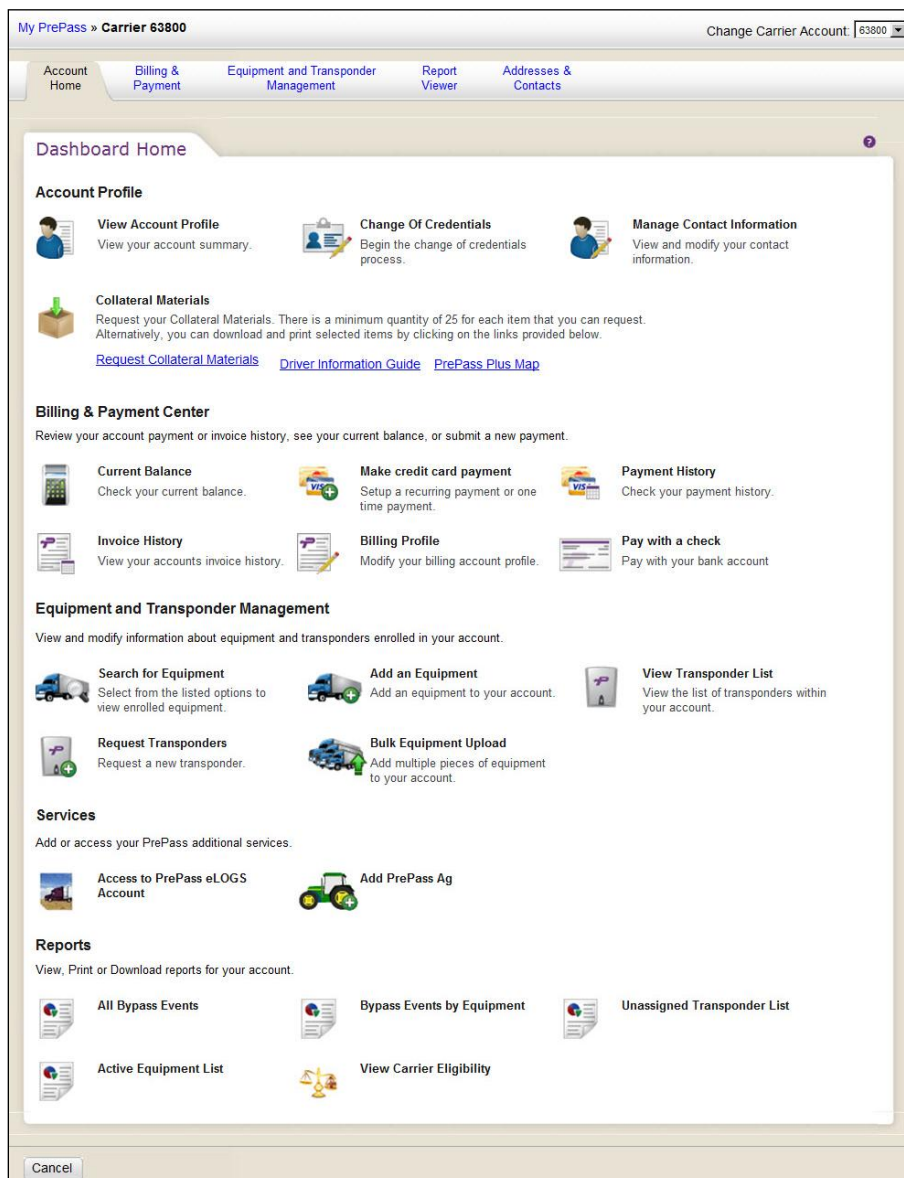 My PrePass » Carrier 63800
Change Carrier Account: 63800
Account Home
Billing & Payment
Equipment and Transponder Management
Report Viewer
Addresses & Contacts
Dashboard Home
?
Account Profile
View Account Profile
View your account summary.
Change Of Credentials
Begin the change of credentials
process.
Manage Contact Information
View and modify your contact
information.
Collateral Materials
Request your Collateral Materials. There is a minimum quantity of 25 for each item that you can request.
Alternatively, you can download and print selected items by clicking on the links provided below.
Request Collateral Materials Driver Information Guide PrePass Plus Map
Billing & Payment Center
Review your account payment or invoice history, see your current balance, or submit a new payment.
Current Balance
Check your current balance.
VISA
Make credit card payment
Setup a recurring payment or one
time payment.
VISA
Payment History
Check your payment history.
Invoice History
View your accounts invoice history.
Billing Profile
Modify your billing account profile.
Pay with a check
Pay with your bank account
Equipment and Transponder Management
View and modify information about equipment and transponders enrolled in your account.
Search for Equipment
Select from the listed options to
view enrolled equipment.
Add an Equipment
Add an equipment to your account.
View Transponder List
View the list of transponders within
your account.
Request Transponders
Request a new transponder.
Bulk Equipment Upload
Add multiple pieces of equipment
to your account.
Services
Add or access your PrePass additional services.
Access to PrePass eLOGS
Account
Add PrePass Ag
Reports
View, Print or Download reports for your account.
All Bypass Events
Bypass Events by Equipment
Unassigned Transponder List
Active Equipment List
View Carrier Eligibility
Cancel